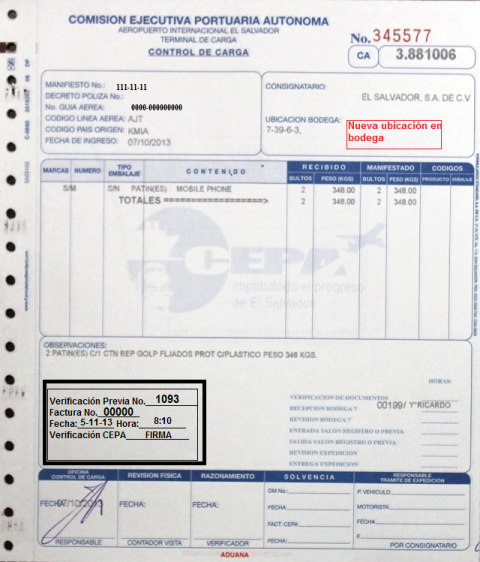 COMISION EJECUTIVA PORTUARIA AUTONOMA
AEROPUERTO INTERNACIONAL EL SALVADOR
TERMINAL DE CARGA
CONTROL DE CARGA
No. 345577
CA 3.881006
MANIFIESTO No.: 111-11-11
DECRETO POLIZA No.:
No. GUIA AEREA: 0000-000000000
CODIGO LINEA AEREA: AJT
CODIGO PAIS ORIGEN: KMIA
FECHA DE INGRESO: 07/10/2013
CONSIGNATARIO:
EL SALVADOR, S.A. DE C.V
UBICACION BODEGA:
7-39-6-3,
Nueva ubicación en bodega
MARCAS NUMERO TIPO EMBALAJE CONTENIDO RECIBIDO MANIFESTADO CODIGOS
BULTOS PESO (KGS) BULTOS PESO (KGS) PRODUCTO EMBALAJE
S/M S/N PATIN(ES) MOBILE PHONE 2 348.00 2 348.00
TOTALES ==================> 2 348.00 2 348.00
CEPA
Impulsando el progreso
de El Salvador
OBSERVACIONES:
2 PATIN(ES) C/1 CTN REP GOLP FLJADOS PROT C/PLASTICO PESO 348 KGS.
HORAS:
VERIFICACION DE DOCUMENTOS
RECEPCION BODEGA 7 00199/ Y*RICARDO
REVISION BODEGA 7
ENTRADA VALON REGISTRO O PREVIA
SALIDA VALON REGISTRO O PREVIA
REVISION EXPEDICION
ENTREGA EXPEDICION
Verificación Previa No. 1093
Factura No. 00000
Fecha: 5-11-13 Hora: 8:10
Verificación CEPA FIRMA
OFICINA CONTROL DE CARGA
REVISION FISICA
RAZONAMIENTO
SOLVENCIA
RESPONSABLE TRAMITE DE EXPEDICION
FECHA: 07/10/2013
RESPONSABLE
FECHA:
CONTADOR VISTA
FECHA:
VERIFICADOR
DM No.:
FECHA
FACT. CEPA:
FECHA:
P. VEHICULO:
MOTORISTA:
FECHA:
F.
POR CONSIGNATARIO
ADUANA